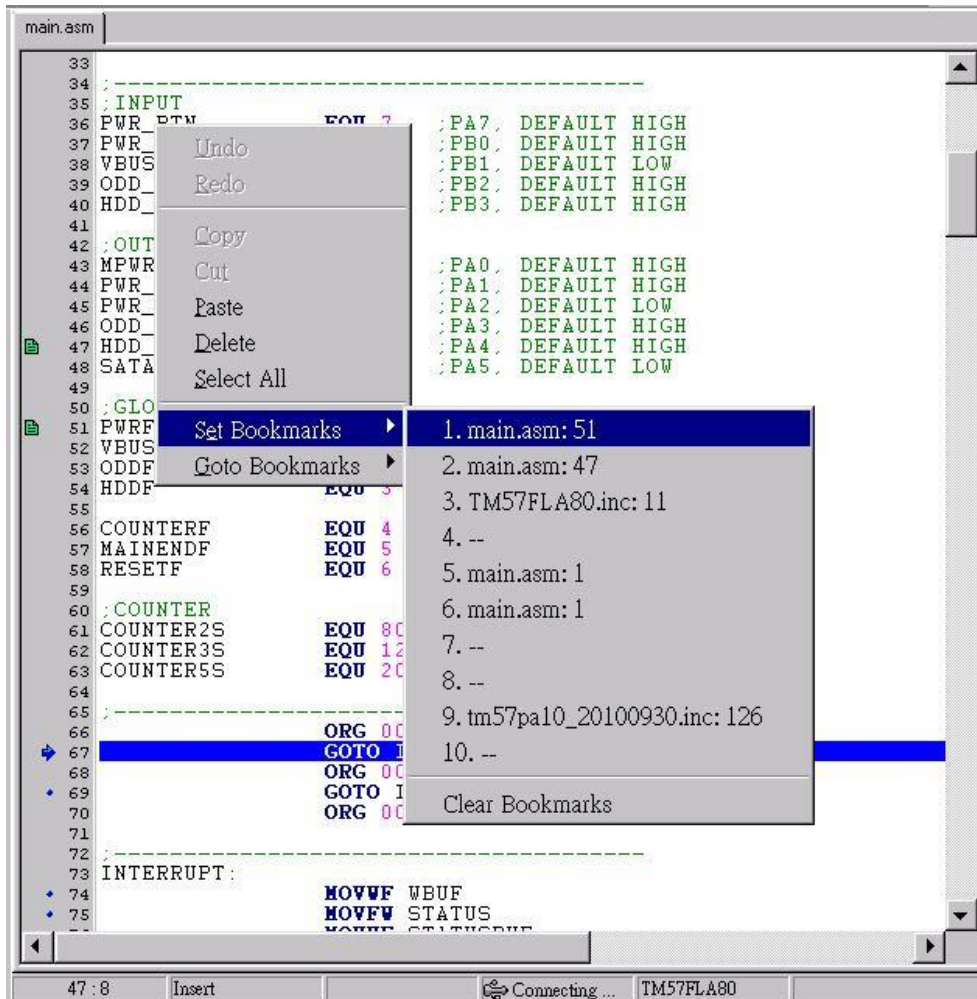 main.asm
33
34 ;-----------------------------------------------
35 ;INPUT
36 PWR_BTN EQU 7 ;PA7, DEFAULT HIGH
37 PWR_ ;PB0, DEFAULT HIGH
38 VBUS ;PB1, DEFAULT LOW
39 ODD_ ;PB2, DEFAULT HIGH
40 HDD_ ;PB3, DEFAULT HIGH
41
42 ;OUT
43 MPWR ;PA0, DEFAULT HIGH
44 PWR_ ;PA1, DEFAULT HIGH
45 PWR_ ;PA2, DEFAULT LOW
46 ODD_ ;PA3, DEFAULT HIGH
47 HDD_ ;PA4, DEFAULT HIGH
48 SATA ;PA5, DEFAULT LOW
49
50 ;GLO
51 PWRF
52 VBUS
53 ODDF
54 HDDF EQU 3
55
56 COUNTERF EQU 4
57 MAINENDF EQU 5
58 RESETF EQU 6
59
60 ;COUNTER
61 COUNTER2S EQU 80
62 COUNTER3S EQU 12
63 COUNTER5S EQU 20
64
65 ;-----------------------------------------------
66 ORG 00
67 GOTO I
68 ORG 00
69 GOTO I
70 ORG 00
71
72 ;-----------------------------------------------
73 INTERRUPT:
74 MOVWF WBUF
75 MOVFW STATUS
Undo
Redo
Copy
Cut
Paste
Delete
Select All
Set Bookmarks
Goto Bookmarks
1. main.asm: 51
2. main.asm: 47
3. TM57FLA80.inc: 11
4. --
5. main.asm: 1
6. main.asm: 1
7. --
8. --
9. tm57pa10_20100930.inc: 126
10. --
Clear Bookmarks
47 : 8 Insert Connecting ... TM57FLA80